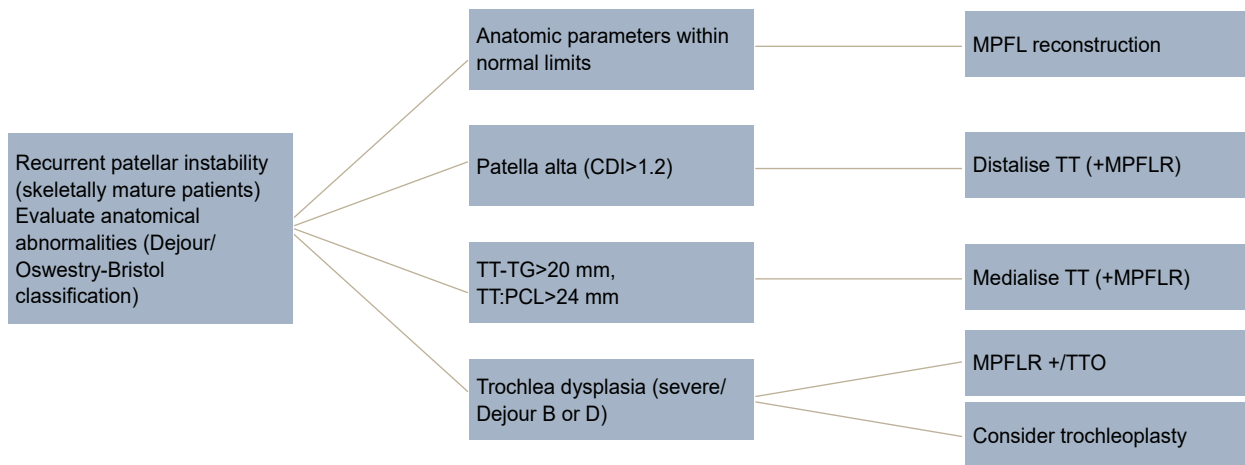 Recurrent patellar instability
(skeletally mature patients)
Evaluate anatomical
abnormalities (Dejour/
Oswestry-Bristol
classification)
Anatomic parameters within
normal limits
MPFL reconstruction
Patella alta (CDI>1.2)
Distalise TT (+MPFLR)
TT-TG>20 mm,
TT:PCL>24 mm
Medialise TT (+MPFLR)
Trochlea dysplasia (severe/
Dejour B or D)
MPFLR +/TTO
Consider trochleoplasty